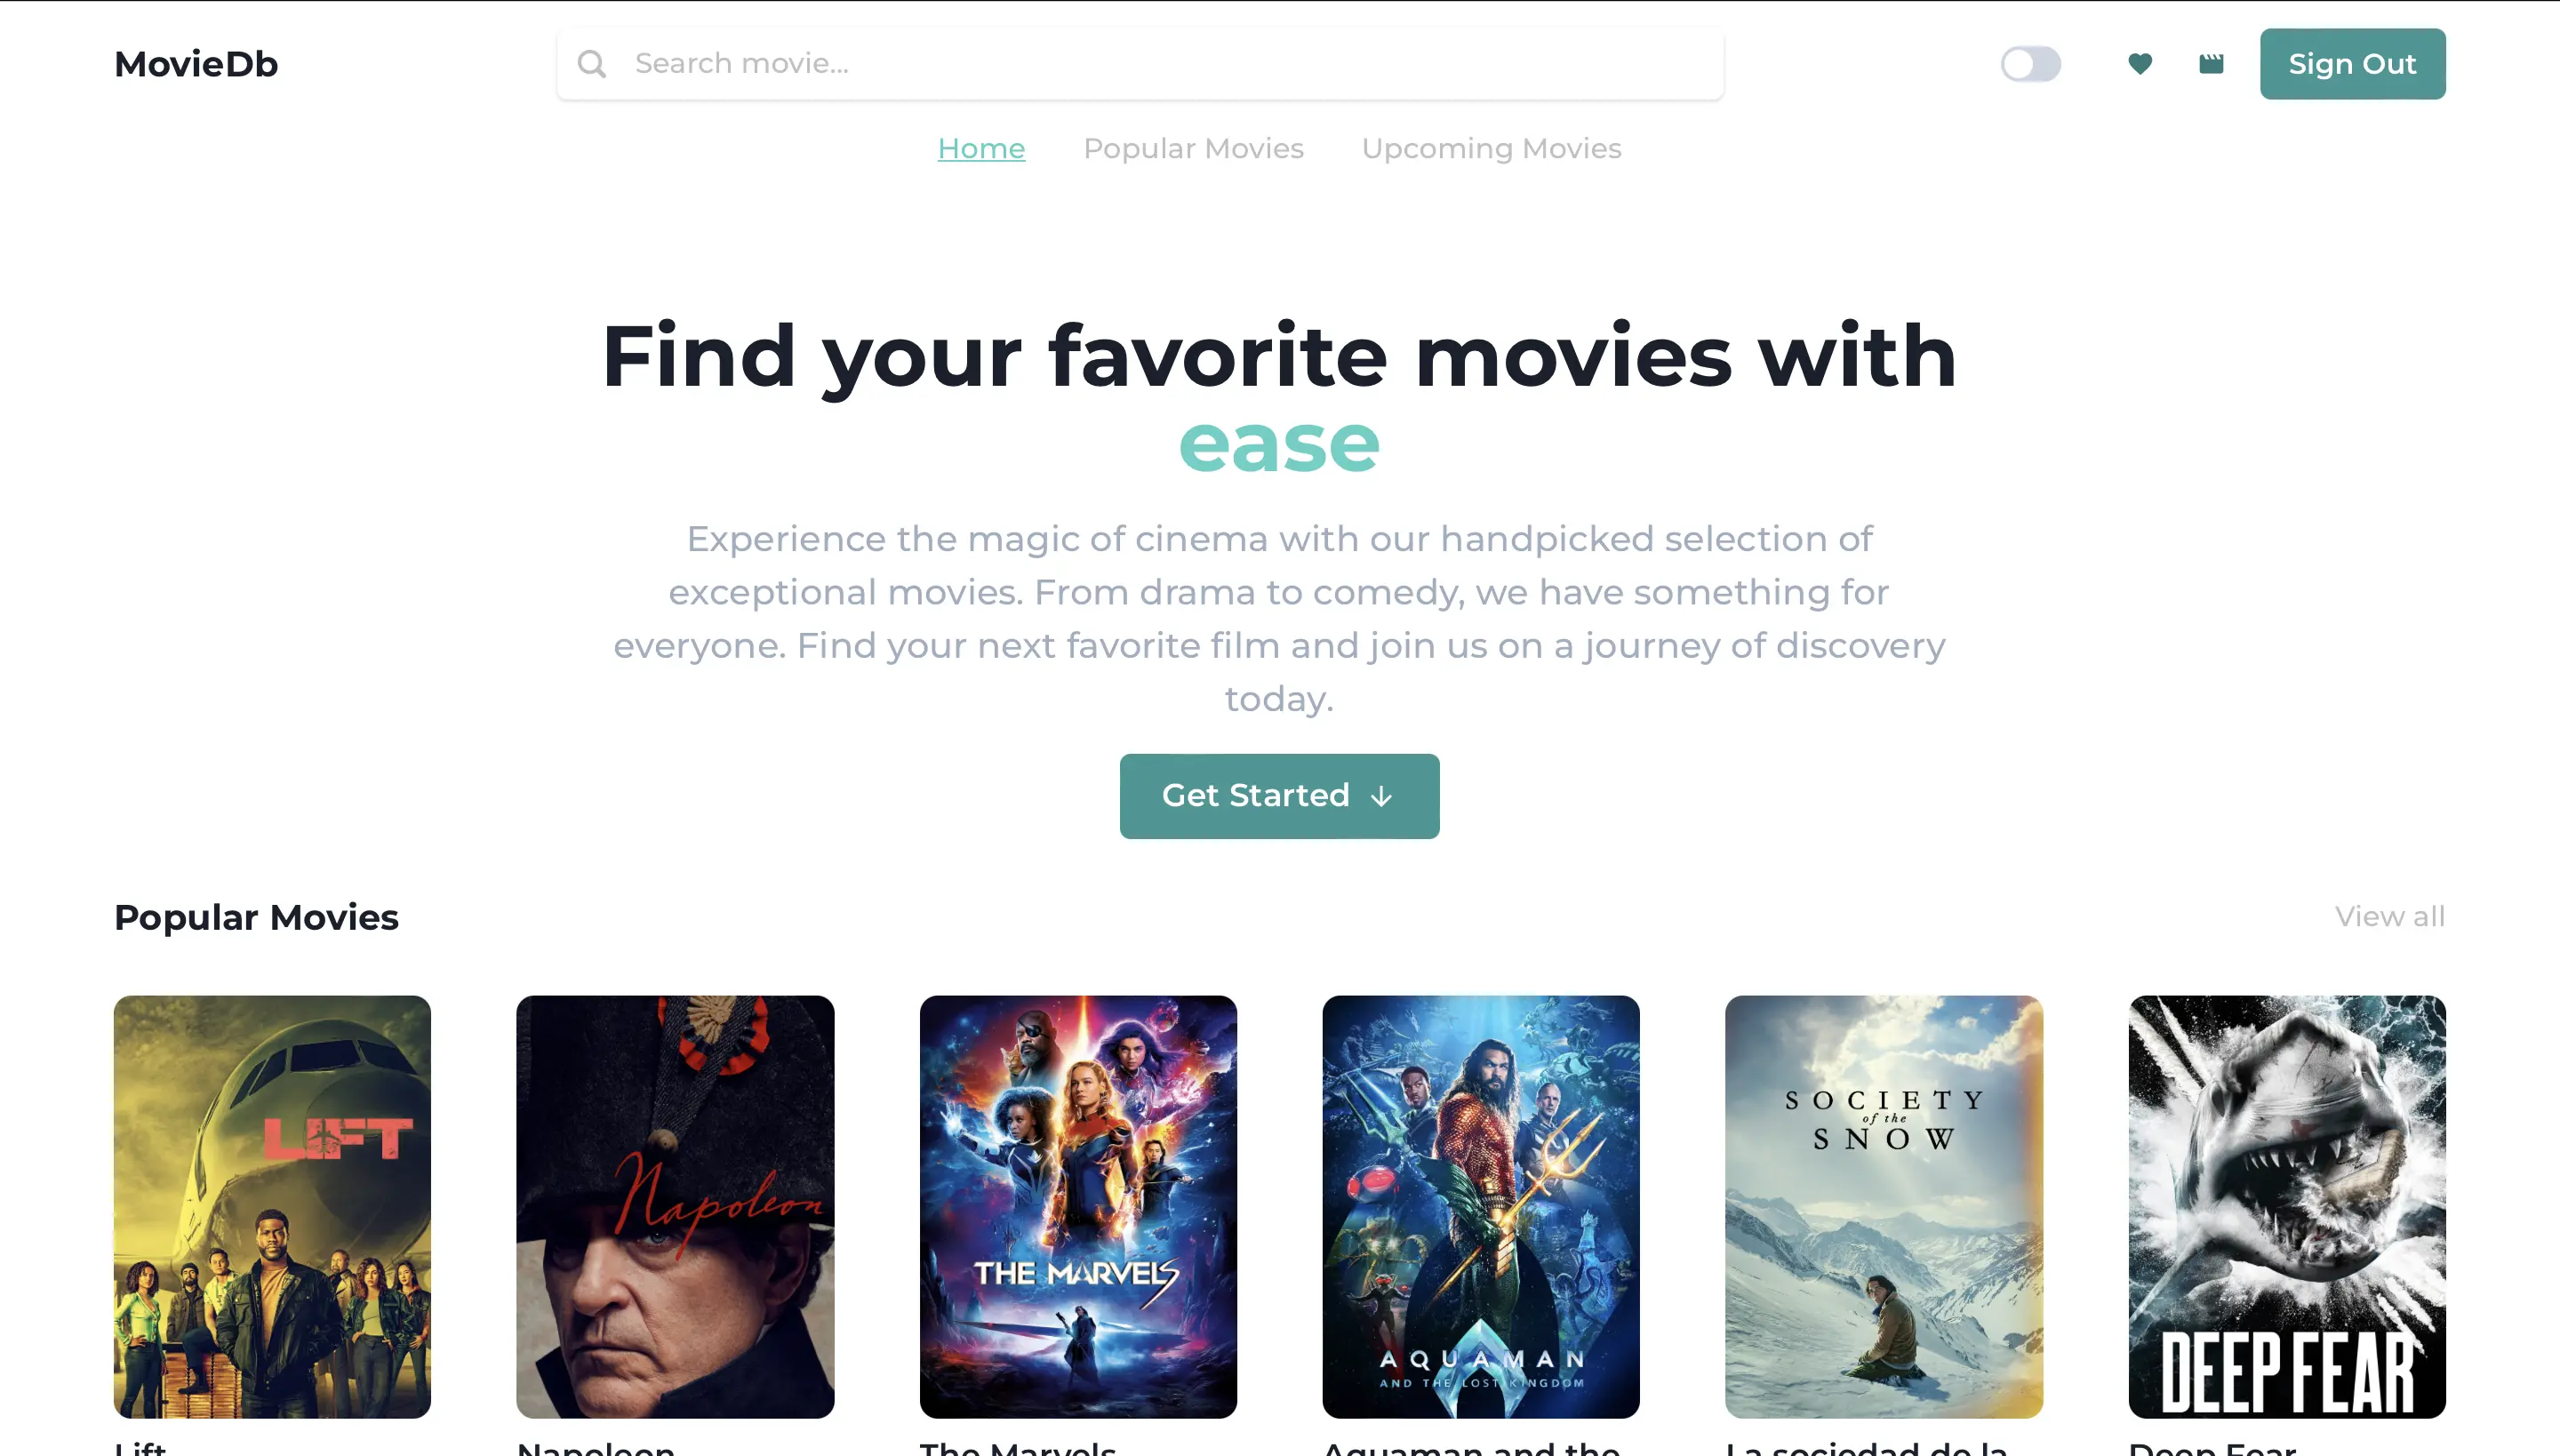 MovieDb
Search movie...
Sign Out
Home
Popular Movies
Upcoming Movies
Find your favorite movies with
ease
Experience the magic of cinema with our handpicked selection of
exceptional movies. From drama to comedy, we have something for
everyone. Find your next favorite film and join us on a journey of discovery
today.
Get Started
Popular Movies
View all
LIFT
Napoleon
THE MARVELS
AQUAMAN
AND THE LOST KINGDOM
SOCIETY
of the
SNOW
DEEP FEAR
Lift
Napoleon
The Marvels
Aquaman and the
La sociedad de la
Deep Fear